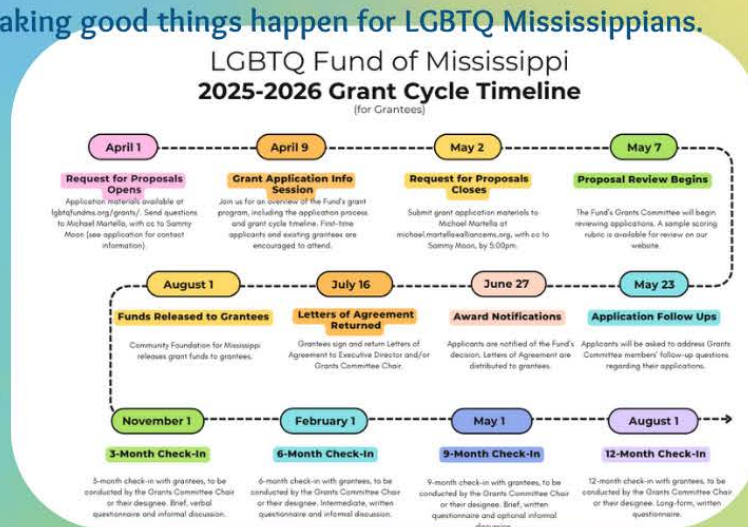 aking good things happen for LGBTQ Mississippians.
LGBTQ Fund of Mississippi
2025-2026 Grant Cycle Timeline
(for Grantees)
April 1
Request for Proposals
Opens
Application materials available at
lgbtqfundms.org/grants/. Send questions
to Michael Martella, with cc to Sammy
Moon (see application for contact
information).
April 9
Grant Application Info
Session
Join us for an overview of the Fund's grant
program, including the application process
and grant cycle timeline. First-time
applicants and existing grantees are
encouraged to attend.
May 2
Request for Proposals
Closes
Submit grant application materials to
Michael Martella at
michael.martella@alliancems.org, with cc to
Sammy Moon, by 5:00pm.
May 7
Proposal Review Begins
The Fund's Grants Committee will begin
reviewing applications. A sample scoring
rubric is available for review on our
website.
May 23
Application Follow Ups
Applicants will be asked to address Grants
Committee members' follow-up questions
regarding their applications.
June 27
Award Notifications
Applicants are notified of the Fund's
decision. Letters of Agreement are
distributed to grantees.
July 16
Letters of Agreement
Returned
Grantees sign and return Letters of
Agreement to Executive Director and/or
Grants Committee Chair.
August 1
Funds Released to Grantees
Community Foundation for Mississippi
releases grant funds to grantees.
November 1
3-Month Check-In
3-month check-in with grantees, to be
conducted by the Grants Committee Chair
or their designee. Brief, verbal
questionnaire and informal discussion.
February 1
6-Month Check-In
6-month check-in with grantees, to be
conducted by the Grants Committee Chair
or their designee. Intermediate, written
questionnaire and informal discussion.
May 1
9-Month Check-In
9-month check-in with grantees, to be
conducted by the Grants Committee Chair
or their designee. Brief, written
questionnaire and optional informal
discussion.
August 1
12-Month Check-In
12-month check-in with grantees, to be
conducted by the Grants Committee Chair
or their designee. Long-form, written
questionnaire.